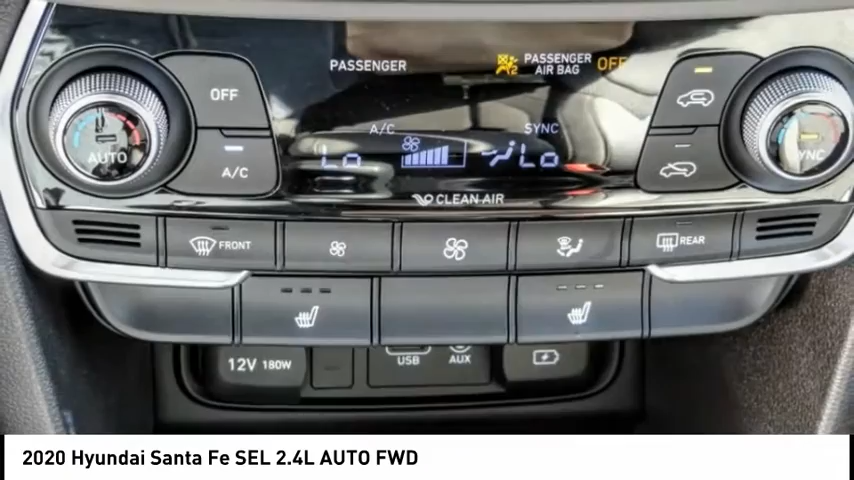 PASSENGER
PASSENGER AIR BAG OFF
OFF
A/C
SYNC
AUTO
Lo
Lo
SYNC
A/C
CLEAN AIR
FRONT
REAR
12V 180W
USB
AUX
2020 Hyundai Santa Fe SEL 2.4L AUTO FWD